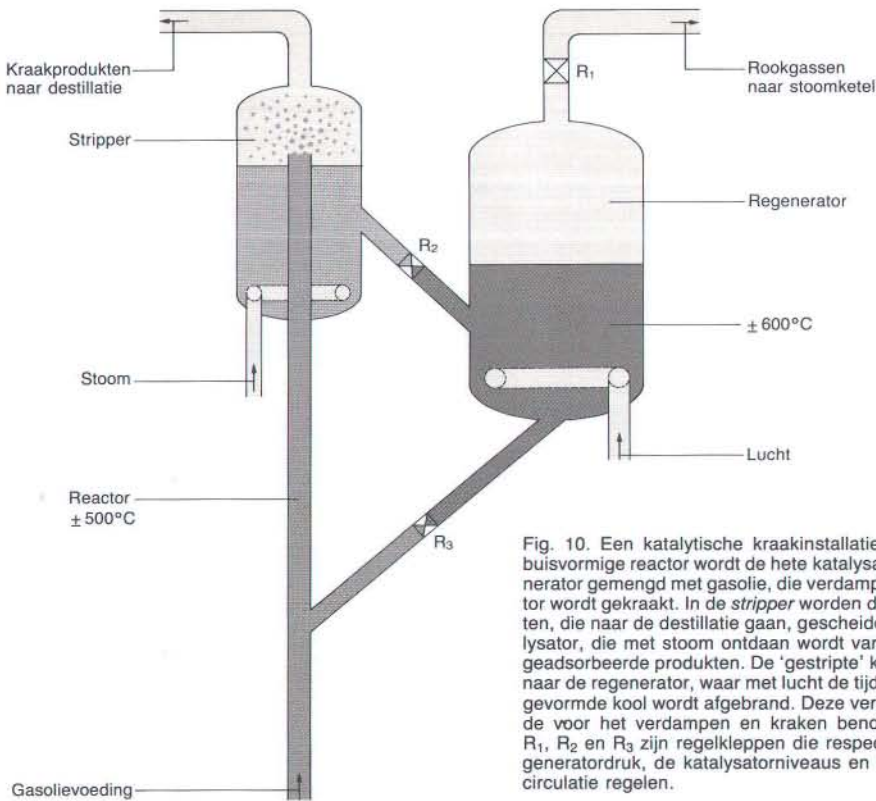 Kraakprodukten
naar destillatie
Stripper
Stoom
Reactor
± 500°C
Gasolievoeding
R1
R2
R3
Rookgassen
naar stoomketel
Regenerator
± 600°C
Lucht
Fig. 10. Een katalytische kraakinstallatie
buisvormige reactor wordt de hete katalysa
nerator gemengd met gasolie, die verdamp
tor wordt gekraakt. In de stripper worden d
ten, die naar de destillatie gaan, gescheide
lysator, die met stoom ontdaan wordt var
geadsorbeerde produkten. De 'gestripte' k
naar de regenerator, waar met lucht de tijd
gevormde kool wordt afgebrand. Deze ver
de voor het verdampen en kraken benc
R1, R2 en R3 zijn regelkleppen die respec
generatordruk, de katalysatorniveaus en
circulatie regelen.